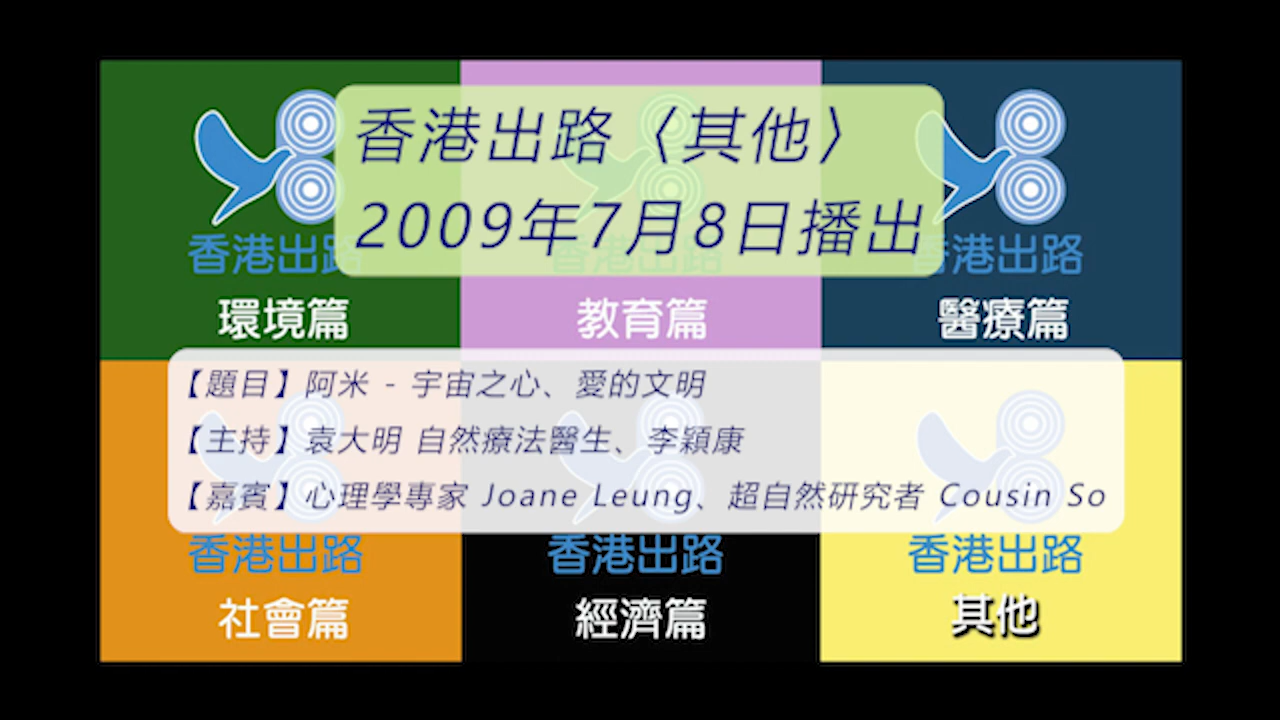 香港出路〈其他〉
2009年7月8日播出
香港出路
香港出路
環境篇
教育篇
醫療篇
【題目】阿米 - 宇宙之心、愛的文明
【主持】袁大明 自然療法醫生、李穎康
【嘉賓】心理學專家 Joane Leung、超自然研究者 Cousin So
香港出路
香港出路
香港出路
社會篇
經濟篇
其他